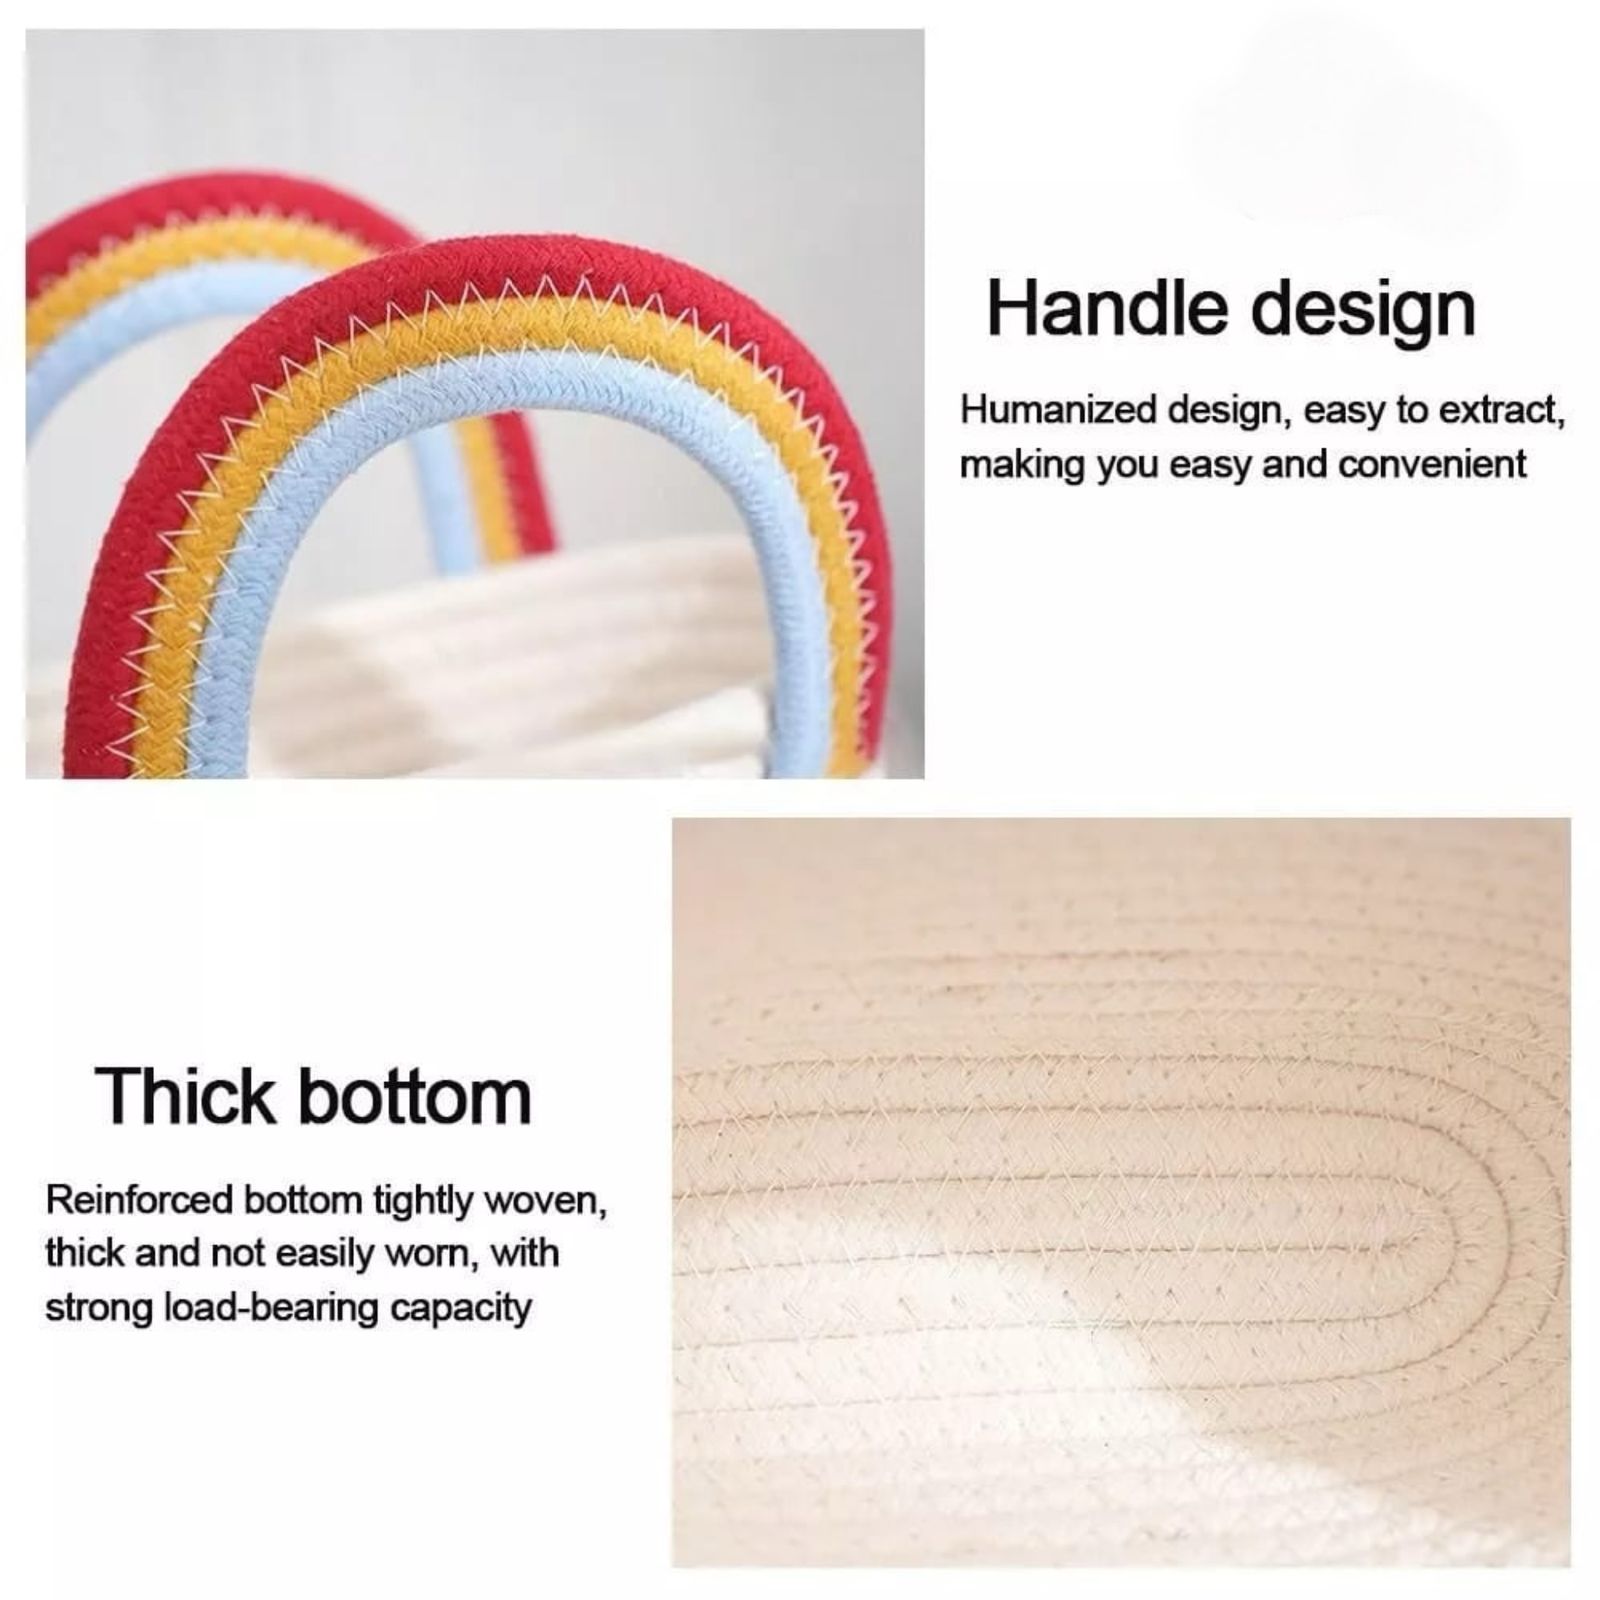 Handle design
Humanized design, easy to extract,
making you easy and convenient
Thick bottom
Reinforced bottom tightly woven,
thick and not easily worn, with
strong load-bearing capacity